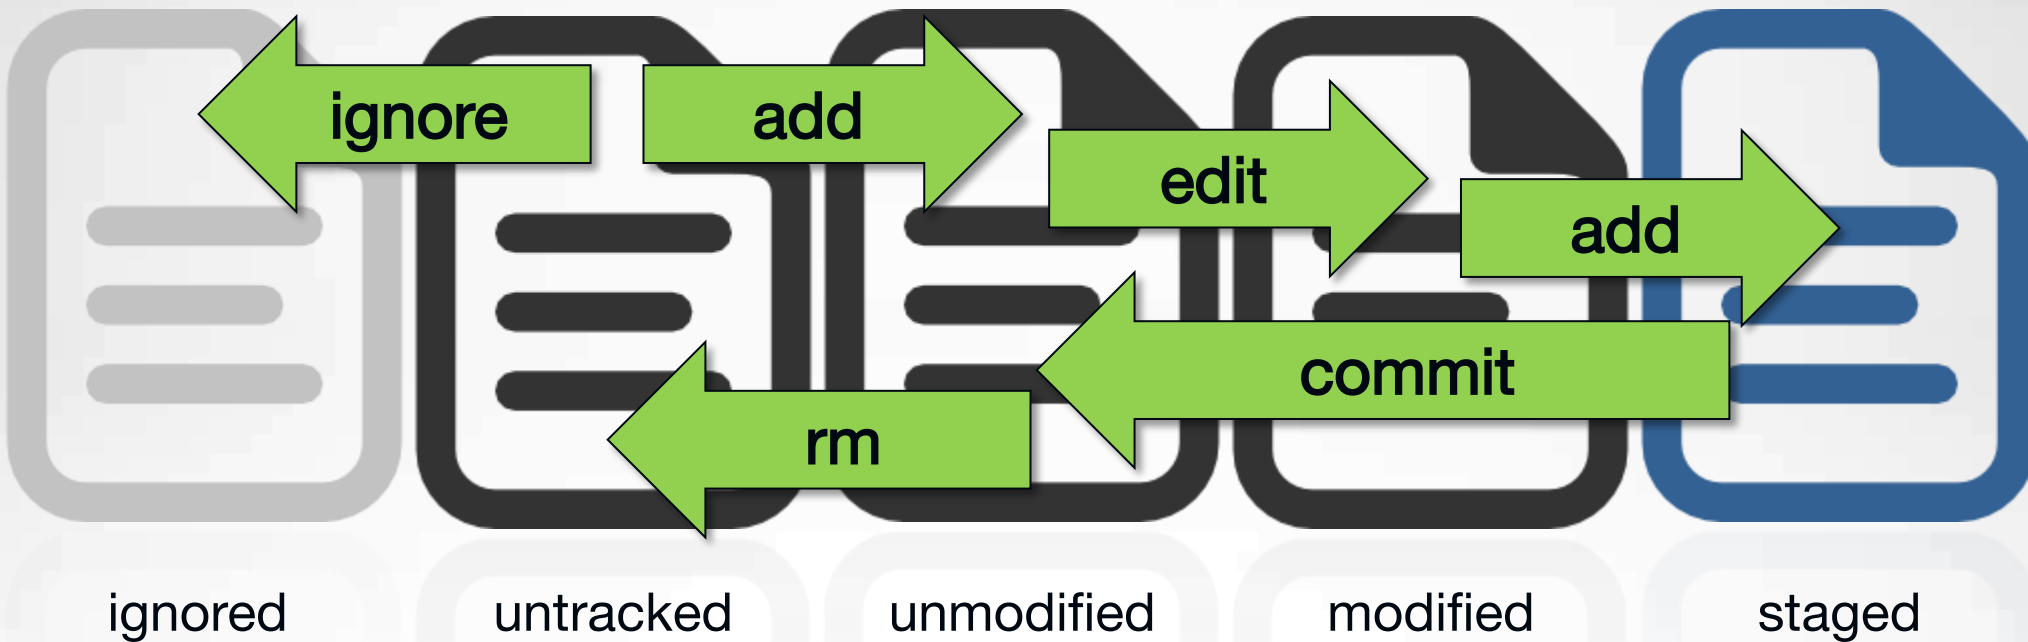 ignore
add
edit
add
commit
rm
ignored
untracked
unmodified
modified
staged